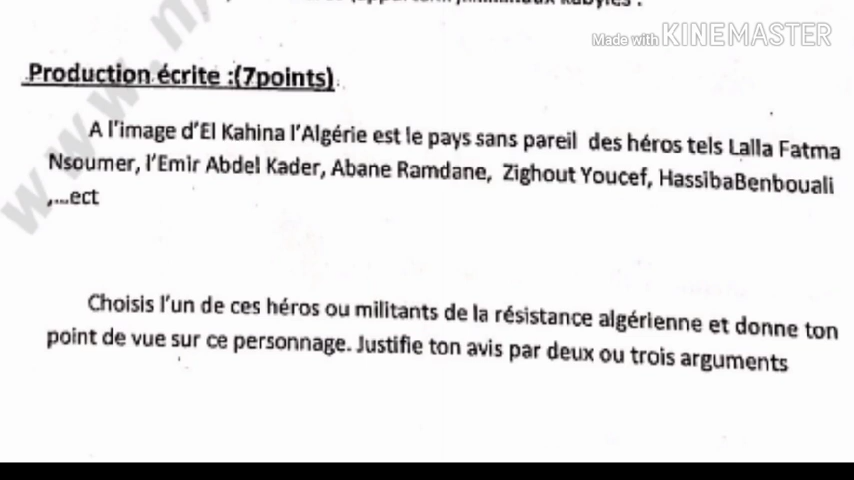 Made with KINEMASTER
Production écrite :(7points).
A l'image d'El Kahina l'Algérie est le pays sans pareil des héros tels Lalla Fatma
Nsoumer, l'Emir Abdel Kader, Abane Ramdane, Zighout Youcef, HassibaBenbouali
,...ect
Choisis l'un de ces héros ou militants de la résistance algérienne et donne ton
point de vue sur ce personnage. Justifie ton avis par deux ou trois arguments